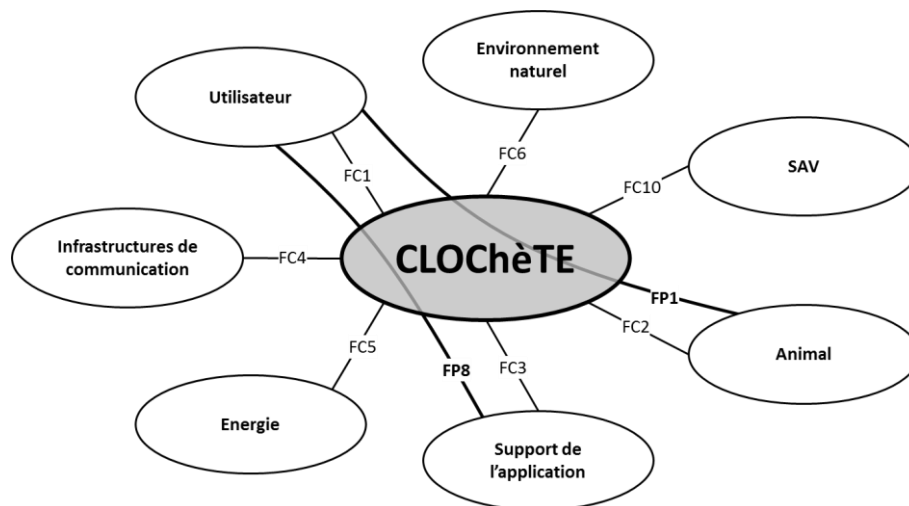 Environnement
naturel
Utilisateur
FC6
SAV
FC1
FC10
Infrastructures de
communication
FC4
CLOChèTE
FP1
FC2
FC5
FP8
FC3
Animal
Energie
Support de
l'application